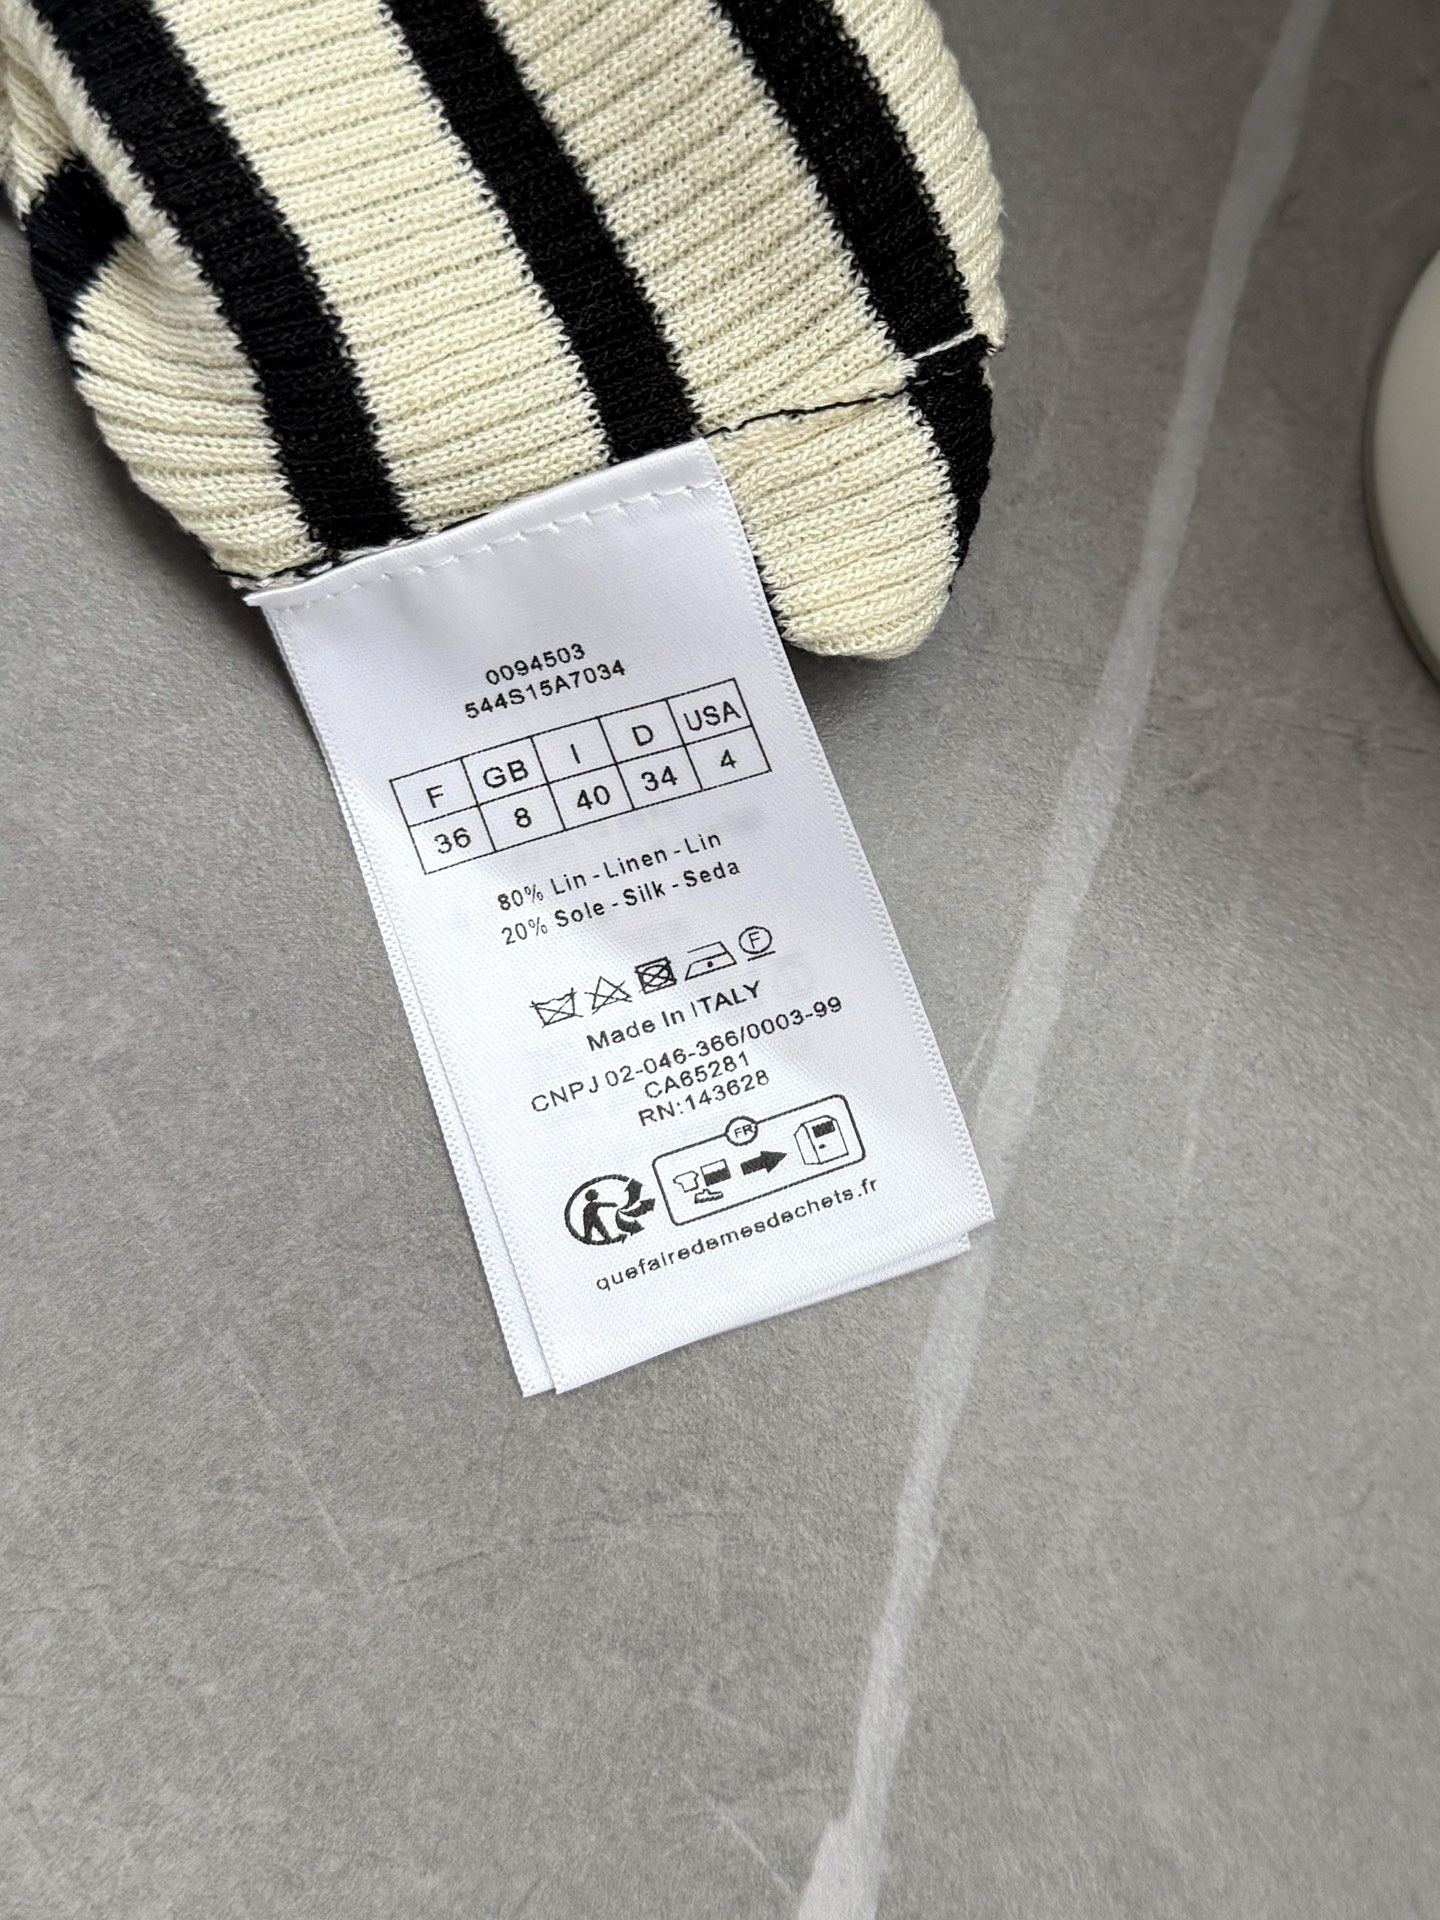 0094503
544S15A7034
F GB I D USA
36 8 40 34 4
80% Lin - Linen - Lin
20% Sole - Silk - Seda
F
Made In ITALY
CNPJ 02-046-366/0003-99
CA65281
RN:143628
FR
quefairedemesdechets.fr